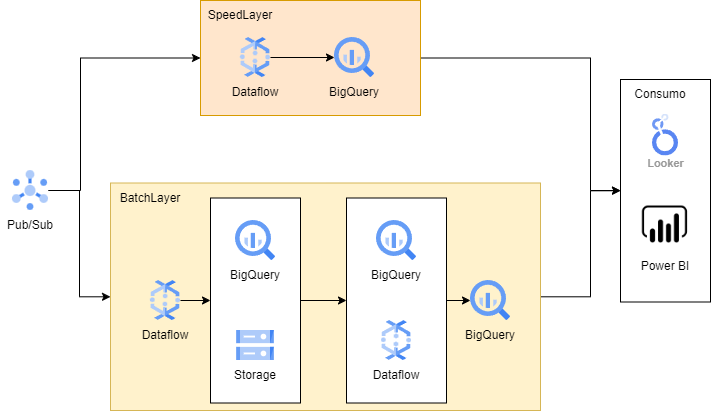 SpeedLayer
Dataflow
BigQuery
Consumo
Looker
Power BI
Pub/Sub
BatchLayer
Dataflow
BigQuery
Storage
BigQuery
Dataflow
BigQuery